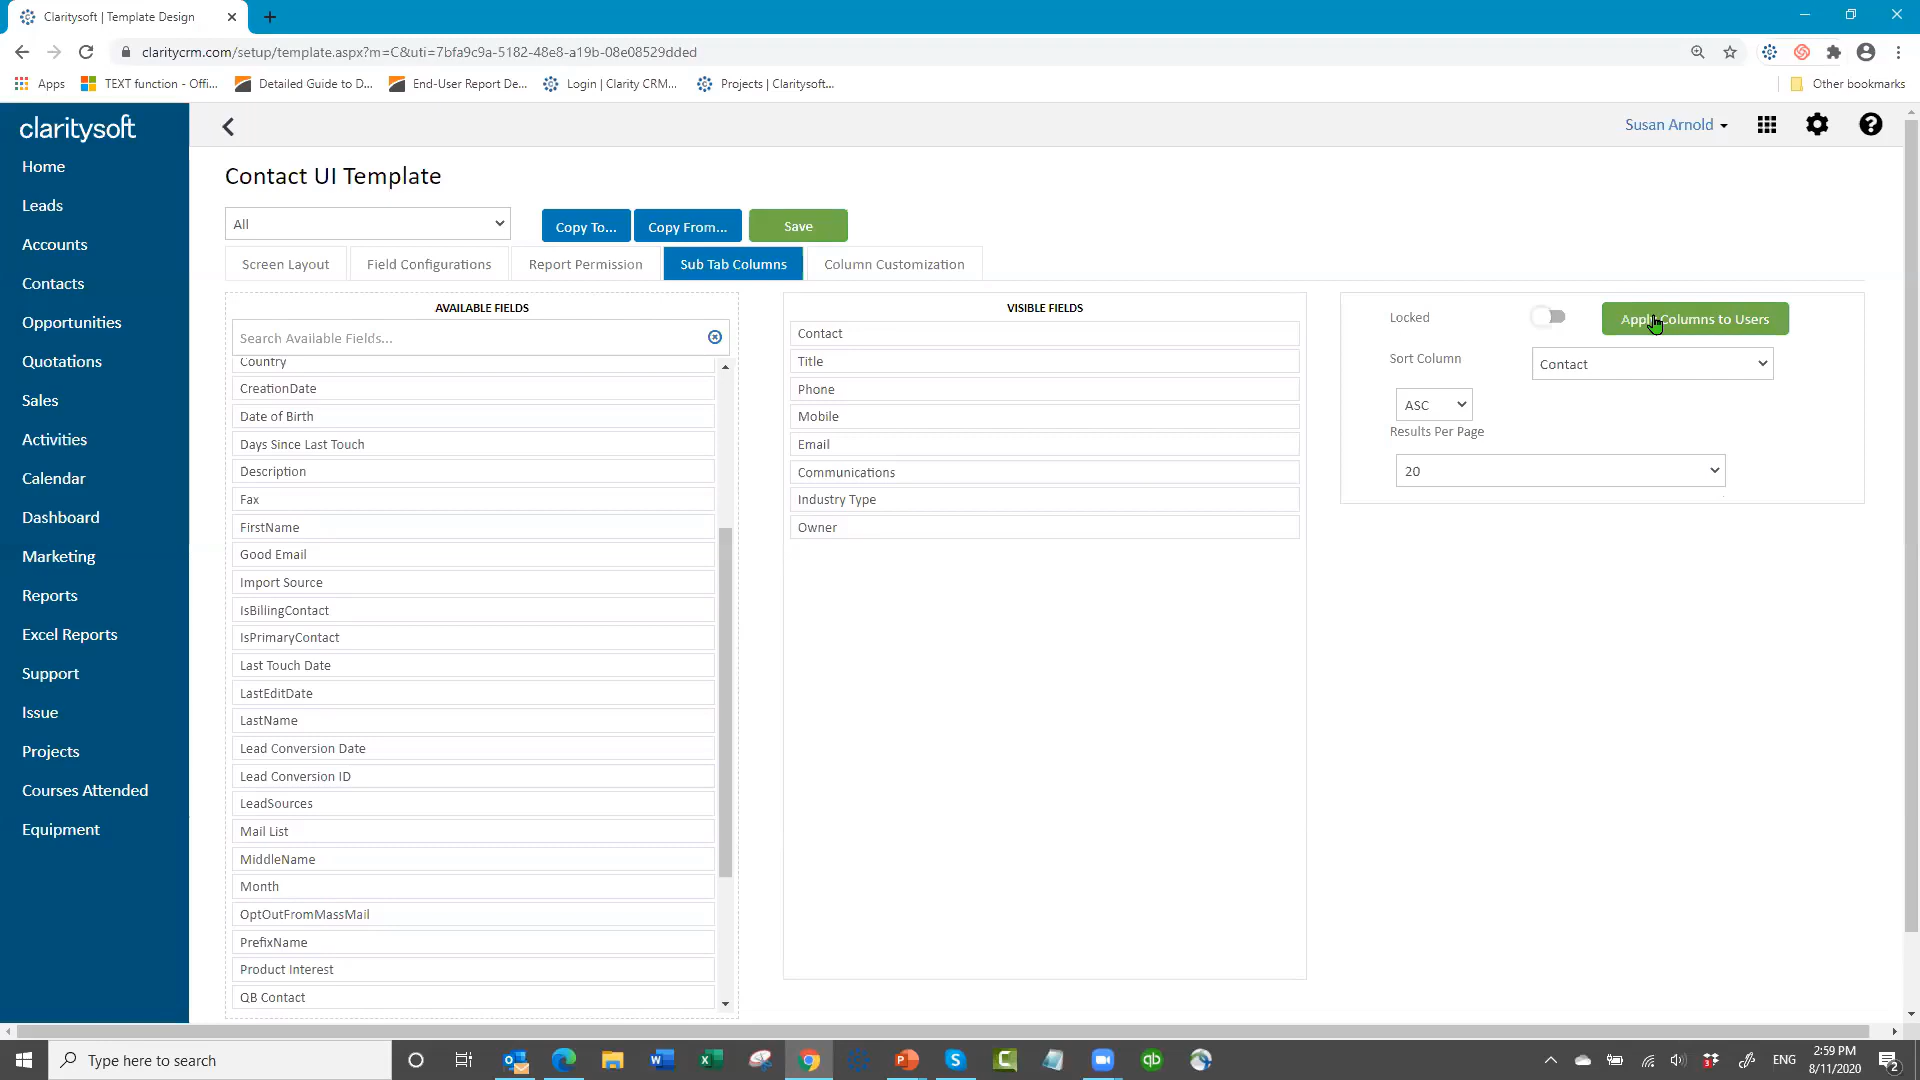 Claritysoft | Template Design
claritycrm.com/setup/template.aspx?m=C&uti=7bfa9c9a-5182-48e8-a19b-08e08529dded
Apps
TEXT function - Offi...
Detailed Guide to D...
End-User Report De...
Login | Clarity CRM...
Projects | Claritysoft...
Other bookmarks
claritysoft
Home
Leads
Accounts
Contacts
Opportunities
Quotations
Sales
Activities
Calendar
Dashboard
Marketing
Reports
Excel Reports
Support
Issue
Projects
Courses Attended
Equipment
Susan Arnold
Contact UI Template
All
Copy To...
Copy From...
Save
Screen Layout
Field Configurations
Report Permission
Sub Tab Columns
Column Customization
AVAILABLE FIELDS
Search Available Fields...
Country
CreationDate
Date of Birth
Days Since Last Touch
Description
Fax
FirstName
Good Email
Import Source
IsBillingContact
IsPrimaryContact
Last Touch Date
LastEditDate
LastName
Lead Conversion Date
Lead Conversion ID
LeadSources
Mail List
MiddleName
Month
OptOutFromMassMail
PrefixName
Product Interest
QB Contact
VISIBLE FIELDS
Contact
Title
Phone
Mobile
Email
Communications
Industry Type
Owner
Locked
Apply Columns to Users
Sort Column
Contact
ASC
Results Per Page
20
Type here to search
ENG
2:59 PM
8/11/2020
2